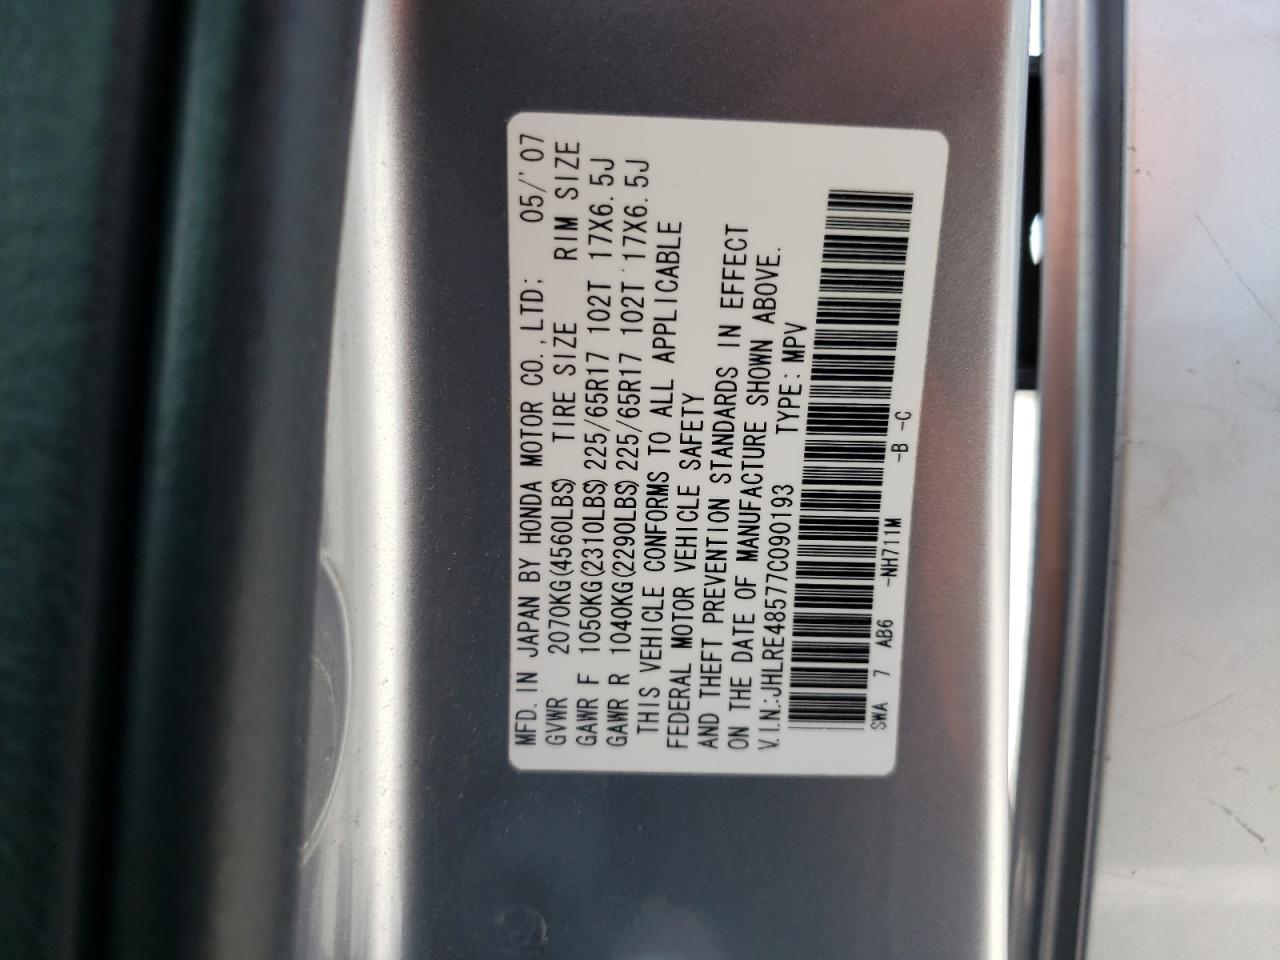 MFD. IN JAPAN BY HONDA MOTOR CO., LTD: 05/'07
GVWR 2070KG(4560LBS) TIRE SIZE RIM SIZE
GAWR F 1050KG(2310LBS)225/65R17 102T 17X6.5J
GAWR R 1040KG(2290LBS)225/65R17 102T 17X6.5J
THIS VEHICLE CONFORMS TO ALL APPLICABLE
FEDERAL MOTOR VEHICLE SAFETY
AND THEFT PREVENTION STANDARDS IN EFFECT
ON THE DATE OF MANUFACTURE SHOWN ABOVE.
V.I.N.:JHLRE48577C090193 TYPE:MPV
SWA 7 AB6 -NH711M -B -C